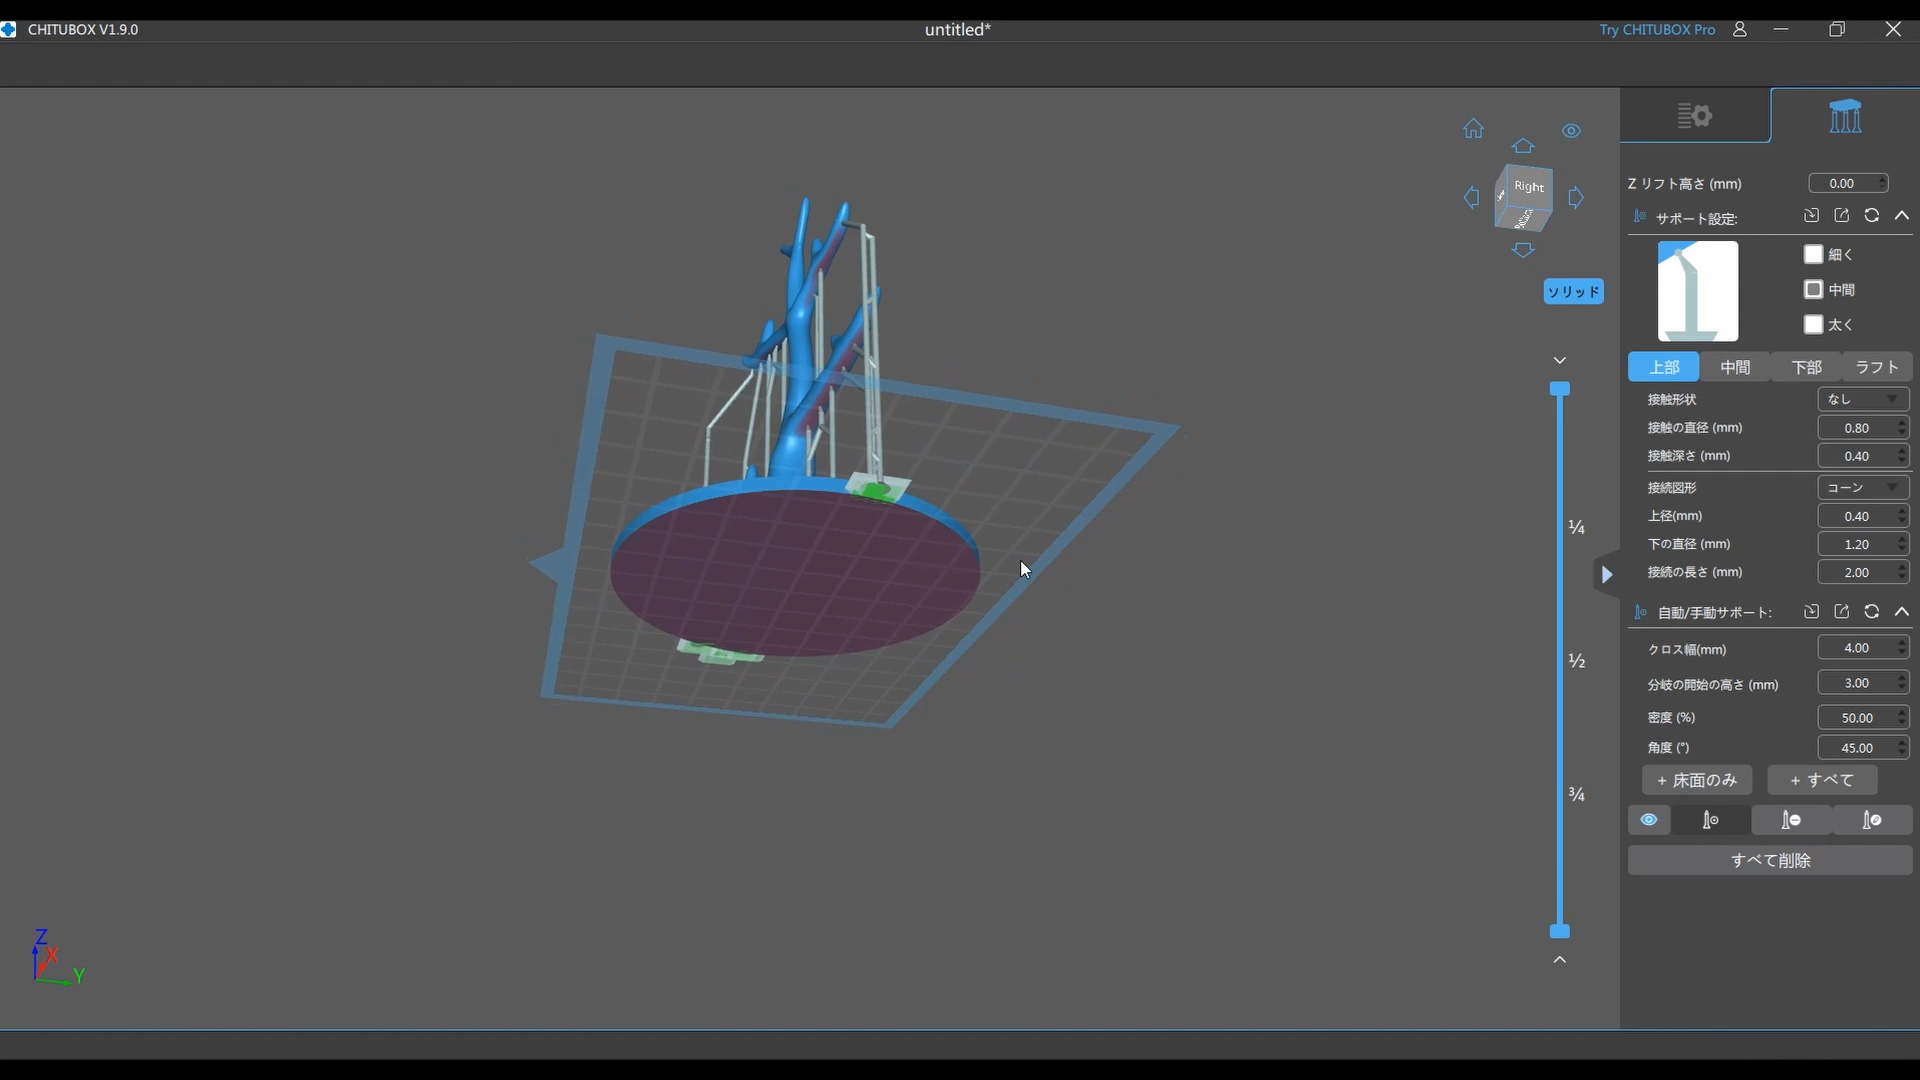 CHITUBOX V1.9.0
untitled*
Try CHITUBOX Pro
Right
ソリッド
Z リフト高さ (mm)
0.00
サポート設定:
細く
中間
太く
上部
中間
下部
ラフト
接触形状
なし
接触の直径 (mm)
0.80
接触深さ (mm)
0.40
接続図形
コーン
上径(mm)
0.40
下の直径 (mm)
1.20
接続の長さ (mm)
2.00
自動/手動サポート:
クロス幅(mm)
4.00
分岐の開始の高さ (mm)
3.00
密度 (%)
50.00
角度 (°)
45.00
+ 床面のみ
+ すべて
すべて削除
¼
½
¾
Z
X
Y